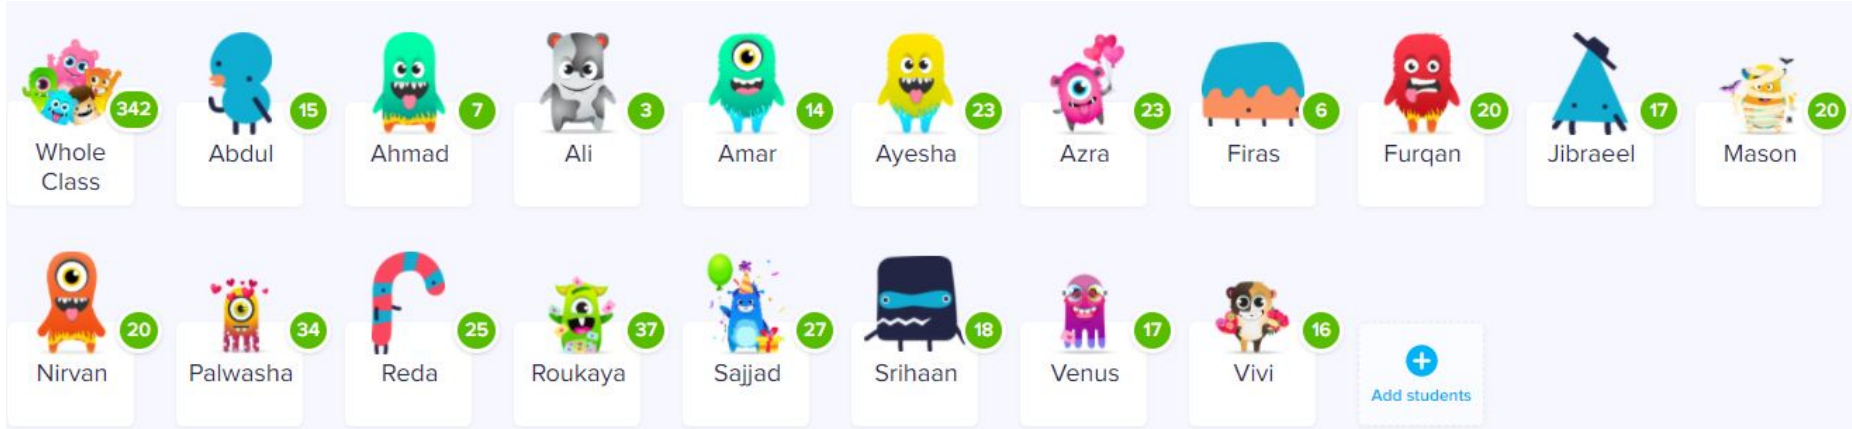 342
Whole
Class
15
Abdul
7
Ahmad
3
Ali
14
Amar
23
Ayesha
23
Azra
6
Firas
20
Furqan
17
Jibraeel
20
Mason
20
Nirvan
34
Palwasha
25
Reda
37
Roukaya
27
Sajjad
18
Srihaan
17
Venus
16
Vivi
Add students